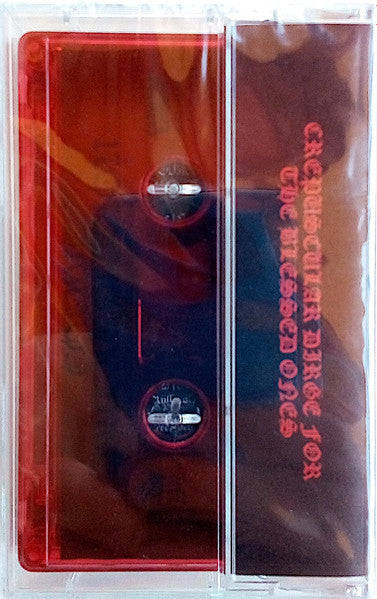 CREPUSCULAR DIRGE FOR
THE BLESSED ONES